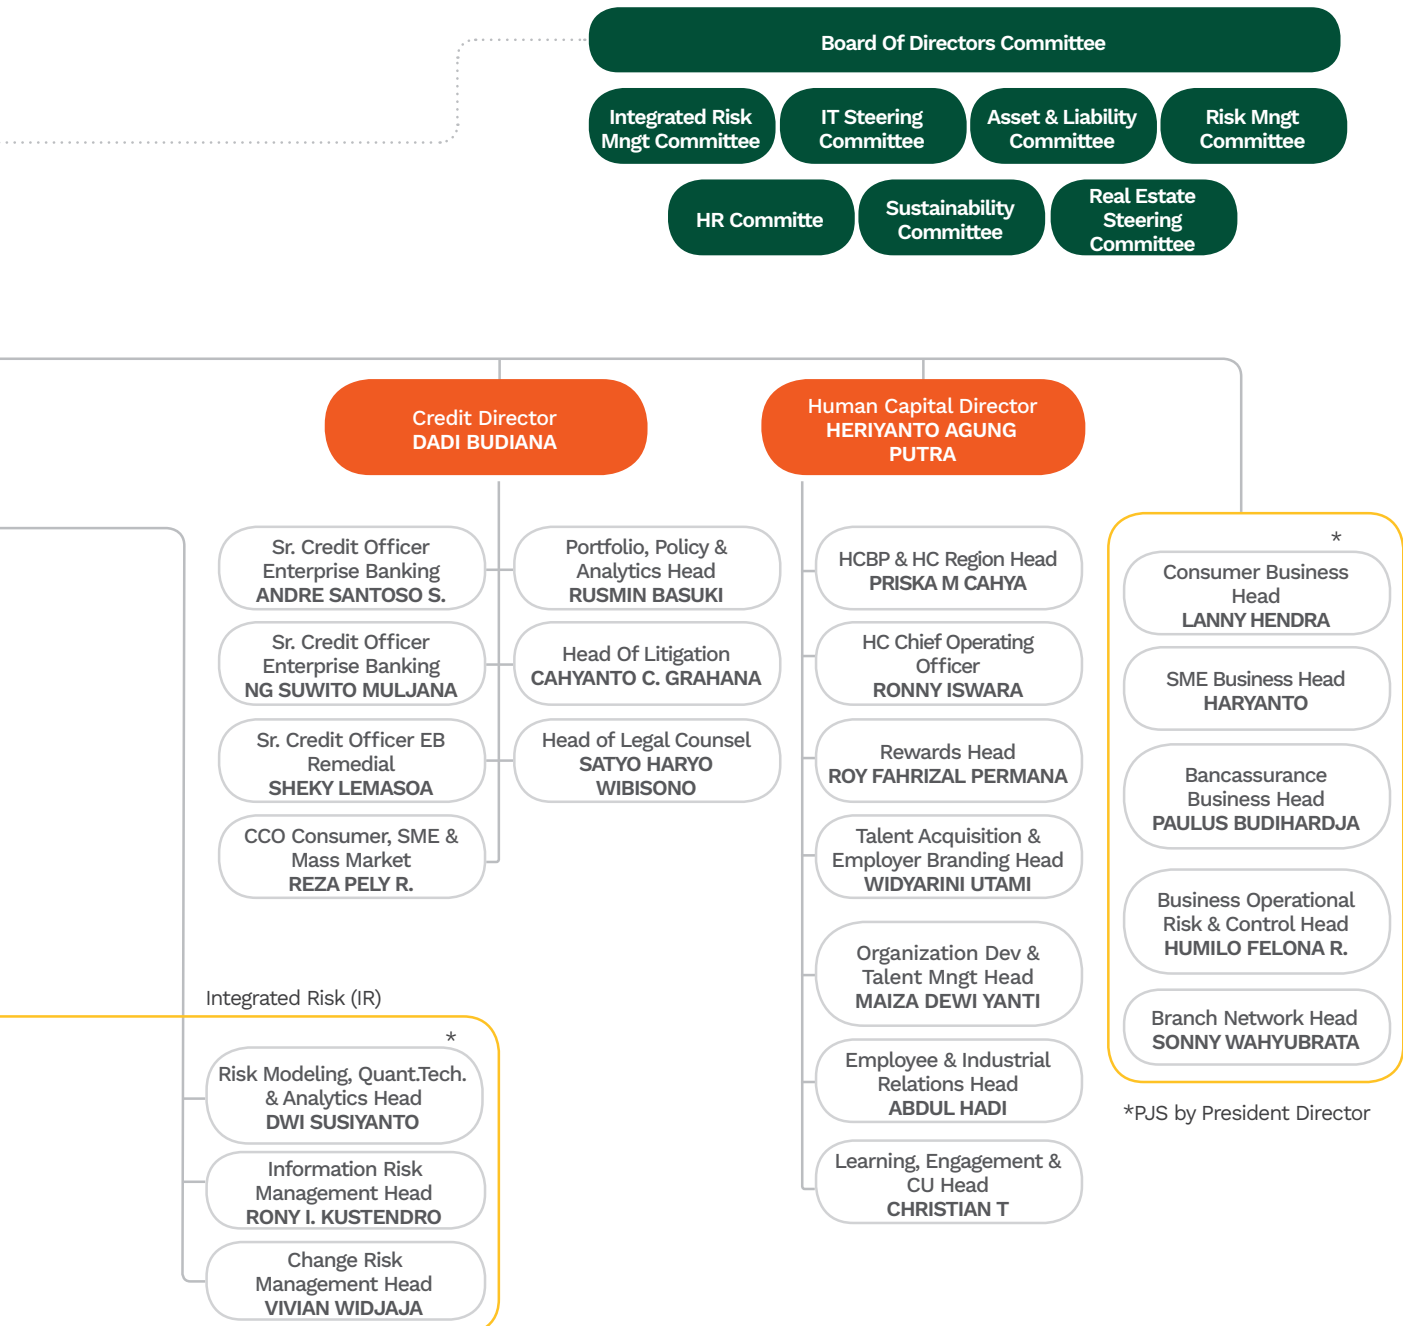 Board Of Directors Committee
Integrated Risk
Mngt Committee
IT Steering
Committee
Asset & Liability
Committee
Risk Mngt
Committee
HR Committe
Sustainability
Committee
Real Estate
Steering
Committee
Credit Director
DADI BUDIANA
Human Capital Director
HERIYANTO AGUNG
PUTRA
Sr. Credit Officer
Enterprise Banking
ANDRE SANTOSO S.
Sr. Credit Officer
Enterprise Banking
NG SUWITO MULJANA
Sr. Credit Officer EB
Remedial
SHEKY LEMASOA
CCO Consumer, SME &
Mass Market
REZA PELY R.
Portfolio, Policy &
Analytics Head
RUSMIN BASUKI
Head Of Litigation
CAHYANTO C. GRAHANA
Head of Legal Counsel
SATYO HARYO
WIBISONO
HCBP & HC Region Head
PRISKA M CAHYA
HC Chief Operating
Officer
RONNY ISWARA
Rewards Head
ROY FAHRIZAL PERMANA
Talent Acquisition &
Employer Branding Head
WIDYARINI UTAMI
Organization Dev &
Talent Mngt Head
MAIZA DEWI YANTI
Employee & Industrial
Relations Head
ABDUL HADI
Learning, Engagement &
CU Head
CHRISTIAN T
*
Consumer Business
Head
LANNY HENDRA
SME Business Head
HARYANTO
Bancassurance
Business Head
PAULUS BUDIHARDJA
Business Operational
Risk & Control Head
HUMILO FELONA R.
Branch Network Head
SONNY WAHYUBRATA
*PJS by President Director
Integrated Risk (IR)
*
Risk Modeling, Quant.Tech.
& Analytics Head
DWI SUSIYANTO
Information Risk
Management Head
RONY I. KUSTENDRO
Change Risk
Management Head
VIVIAN WIDJAJA